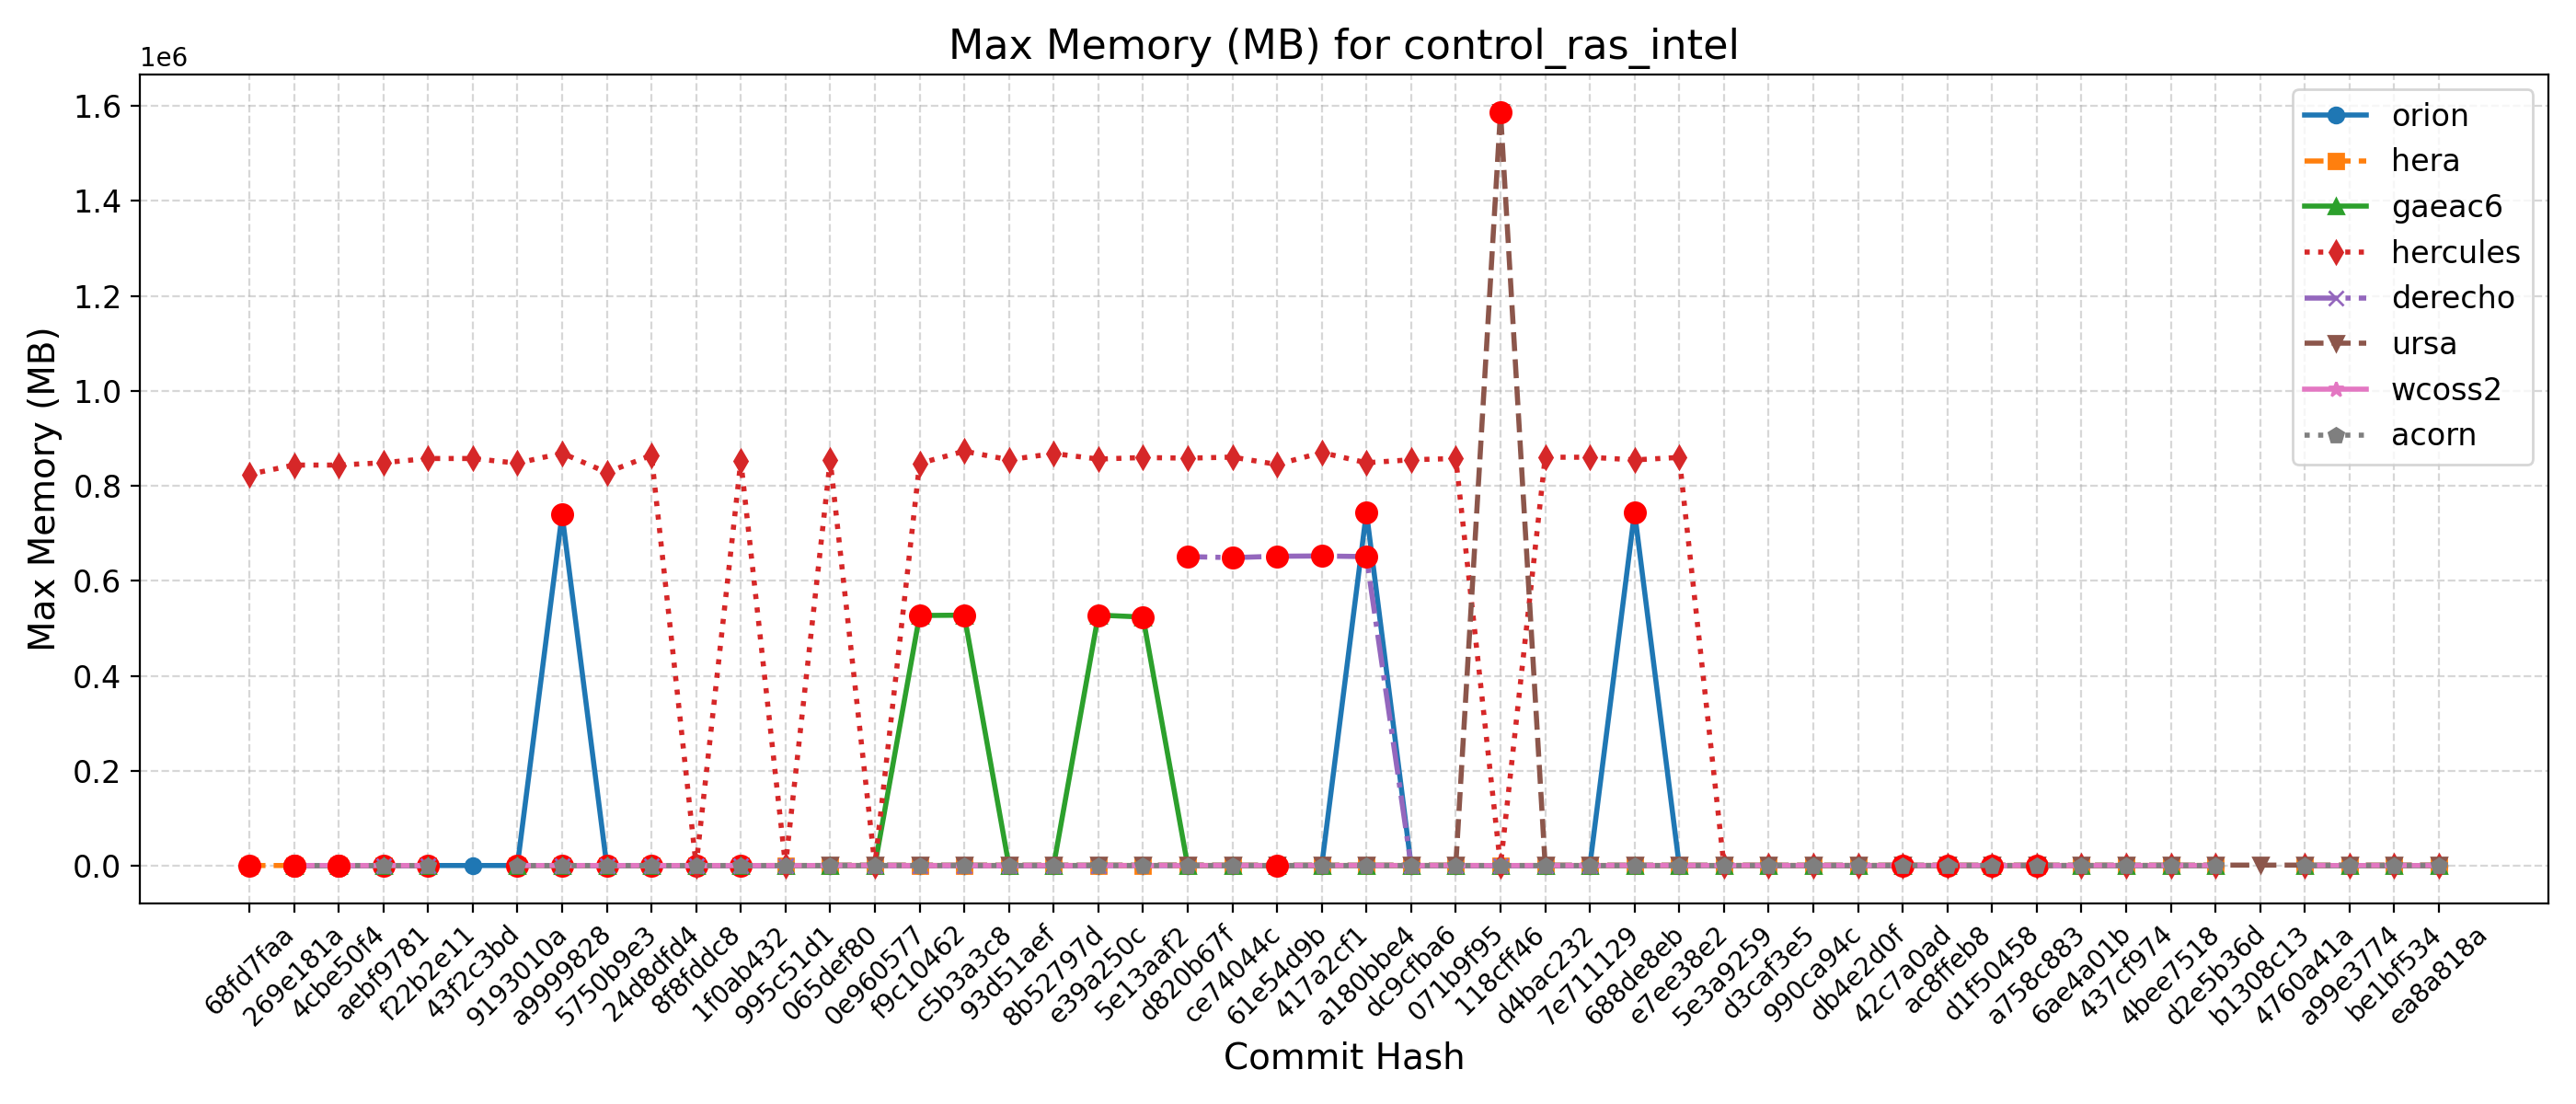 Max Memory (MB) for control_ras_intel
1e6
1.6
1.4
1.2
1.0
0.8
0.6
0.4
0.2
0.0
Max Memory (MB)
orion
hera
gaeac6
hercules
derecho
ursa
wcoss2
acorn
68fd7faa
269e181a
4cbe50f4
aebf9781
f22b2e11
43f2c3bd
9193010a
a9999828
5750b9e3
24d8dfd4
8f8fddc8
1f0ab432
995c51d1
065def80
0e960577
f9c10462
c5b3a3c8
93d51aef
8b52797d
e39a250c
5e13aaf2
d820b67f
ce74044c
61e54d9b
417a2cf1
a180bbe4
dc9cfba6
071b9f95
118cff46
d4bac232
7e711129
688de8eb
e7ee38e2
5e3a9259
d3caf3e5
990ca94c
db4e2d0f
42c7a0ad
ac8ffeb8
d1f50458
a758c883
6ae4a01b
437cf974
4bee7518
d2e5b36d
b1308c13
4760a41a
a99e3774
be1bf534
ea8a818a
Commit Hash